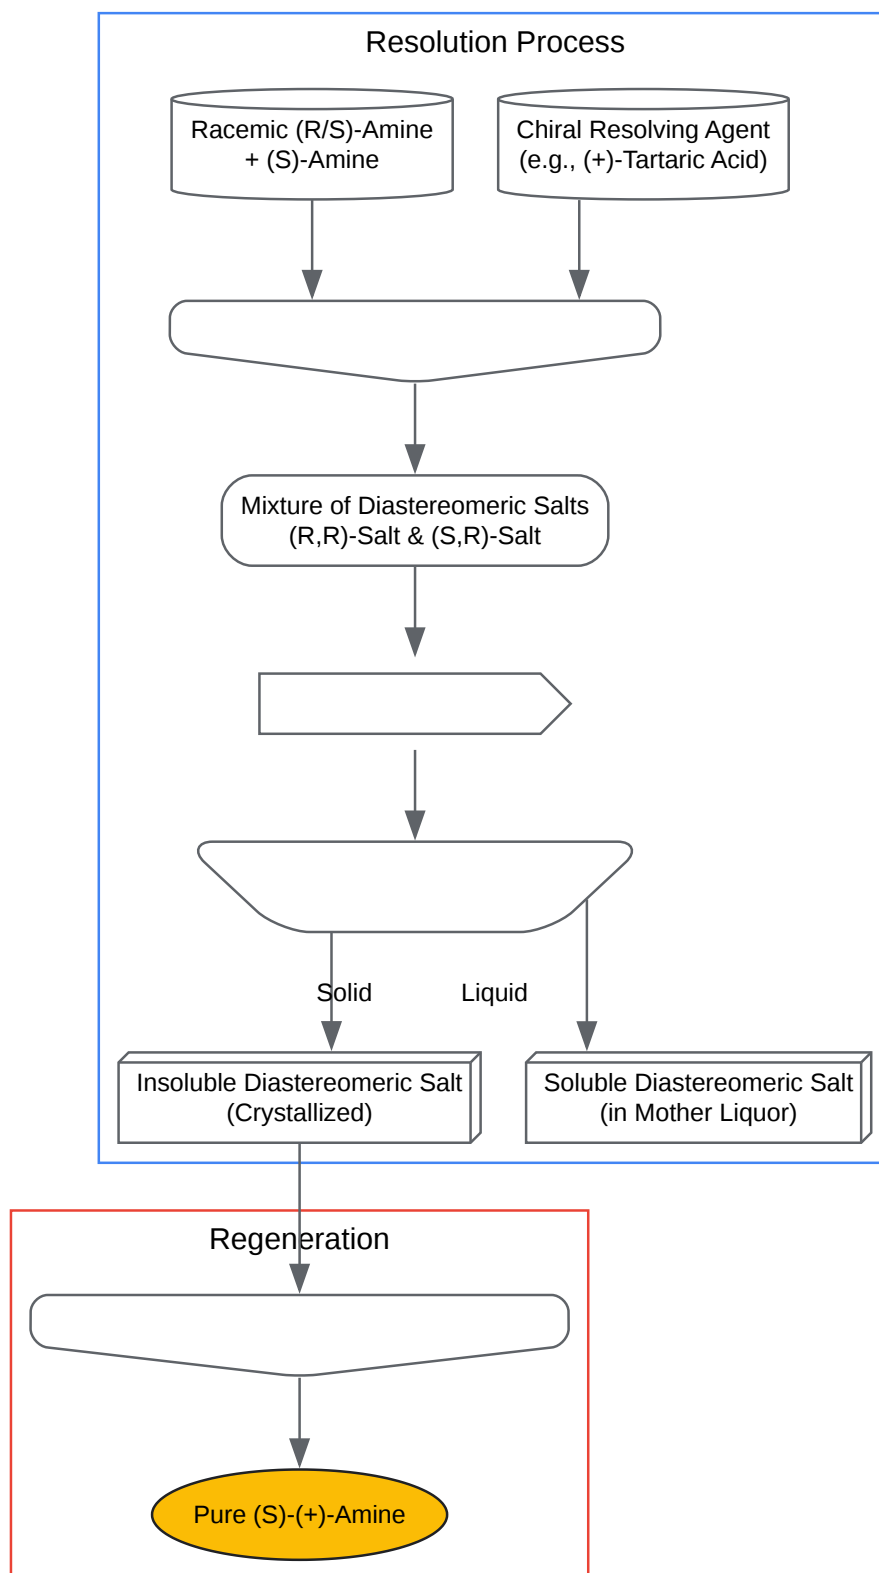 Resolution Process
Racemic (R/S)-Amine
+ (S)-Amine
Chiral Resolving Agent
(e.g., (+)-Tartaric Acid)
Mixture of Diastereomeric Salts
(R,R)-Salt & (S,R)-Salt
Solid
Liquid
Insoluble Diastereomeric Salt
(Crystallized)
Soluble Diastereomeric Salt
(in Mother Liquor)
Regeneration
Pure (S)-(+)-Amine